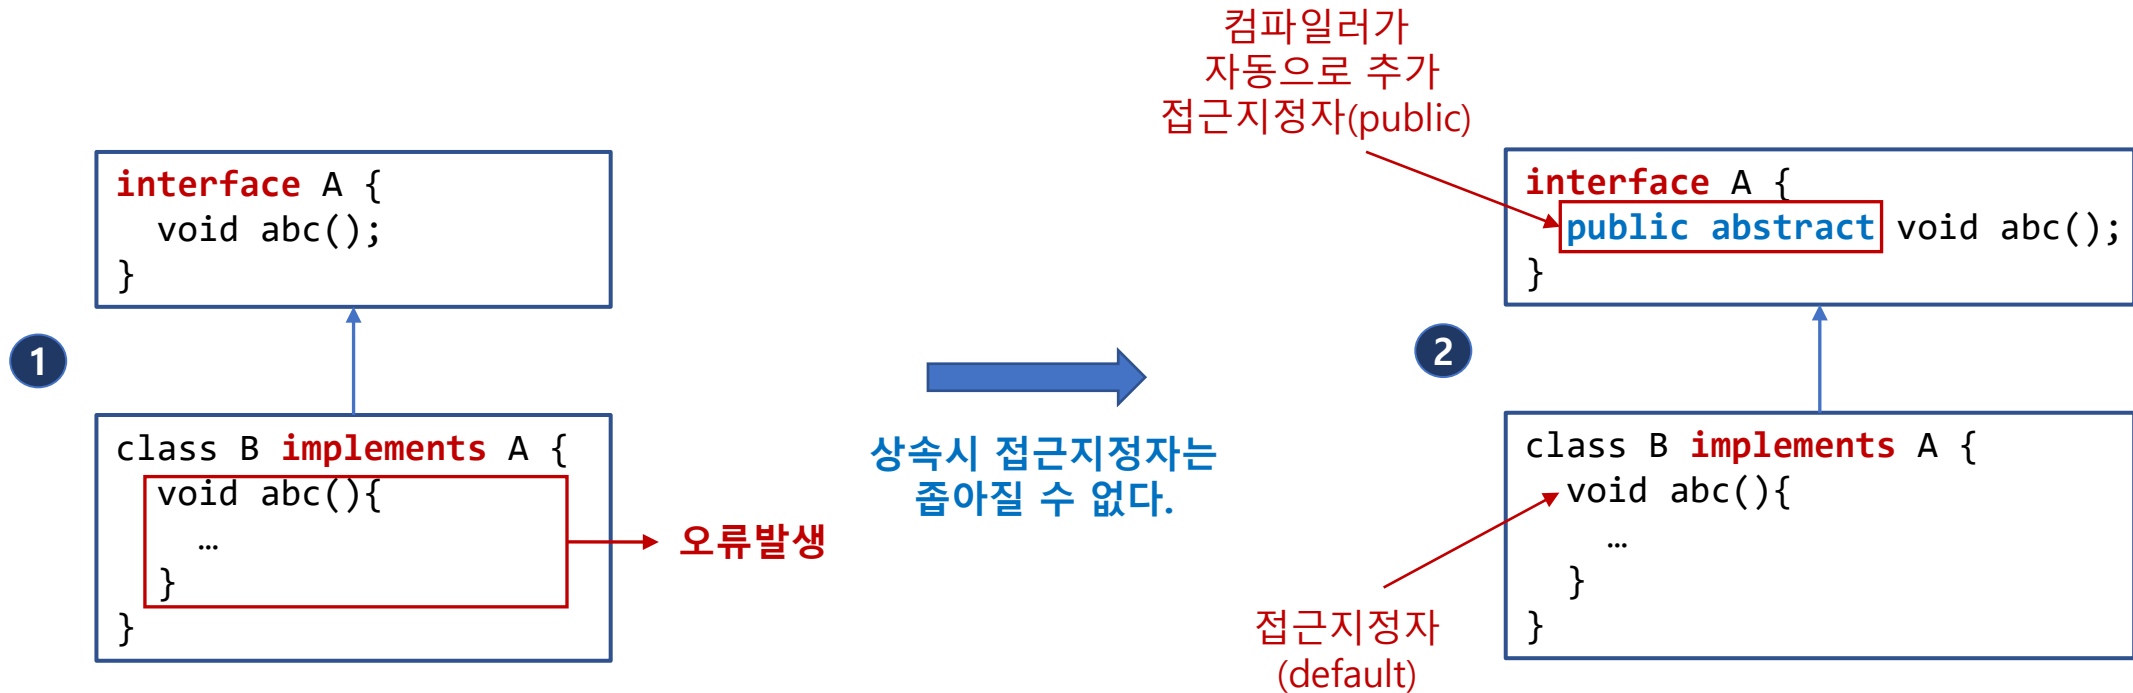 1
interface A {
void abc();
}
class B implements A {
void abc(){
…
}
}
오류발생
상속시 접근지정자는
좁아질 수 없다.
컴파일러가
자동으로 추가
접근지정자(public)
2
interface A {
public abstract void abc();
}
class B implements A {
void abc(){
…
}
}
접근지정자
(default)